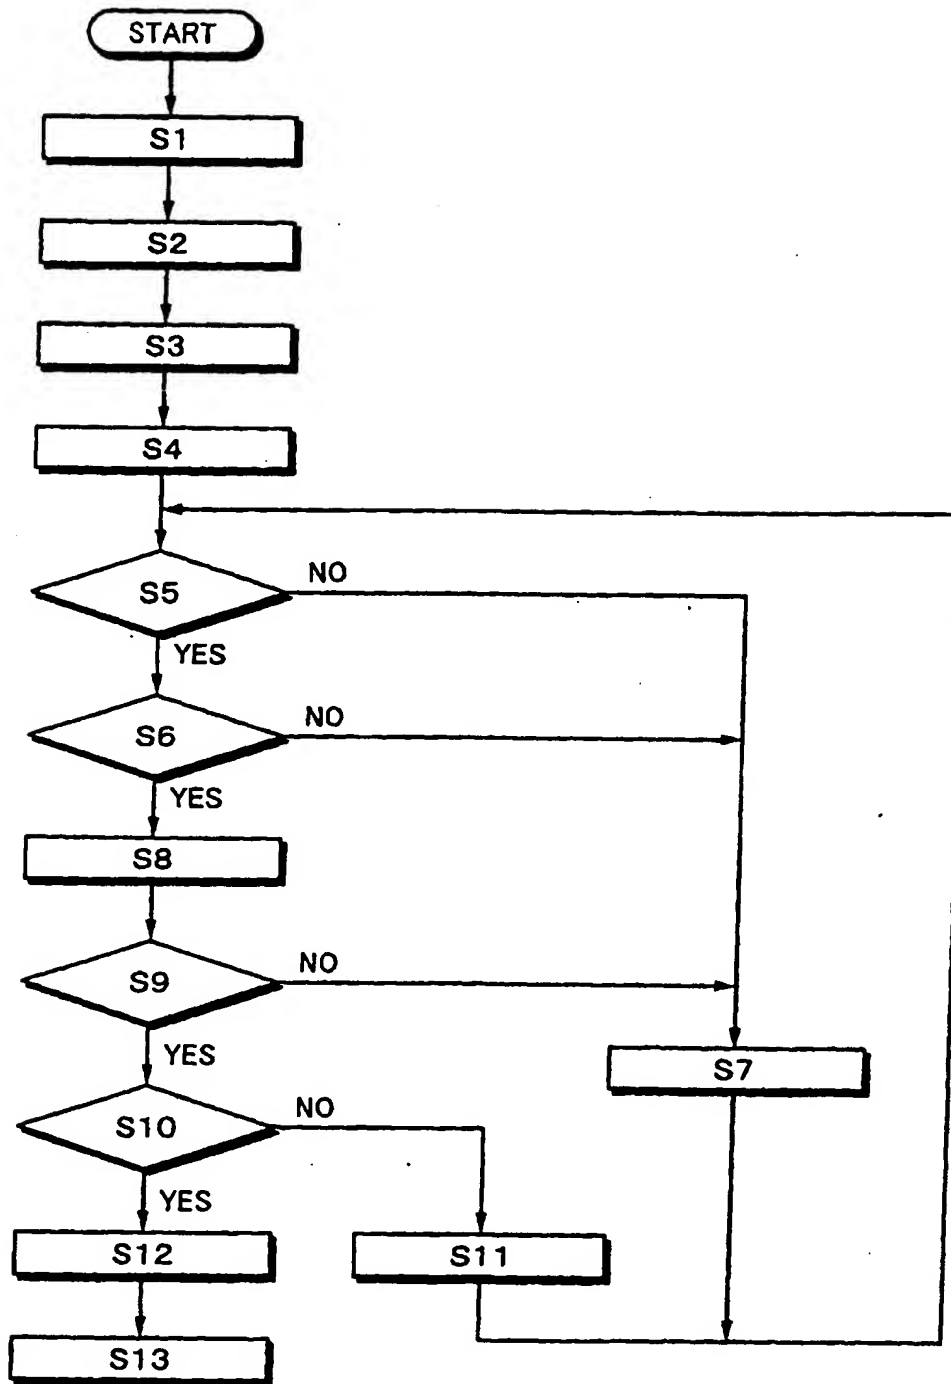 START
S1
S2
S3
S4
S5
NO
YES
S6
NO
YES
S8
S9
NO
YES
S7
S10
NO
YES
S12
S11
S13